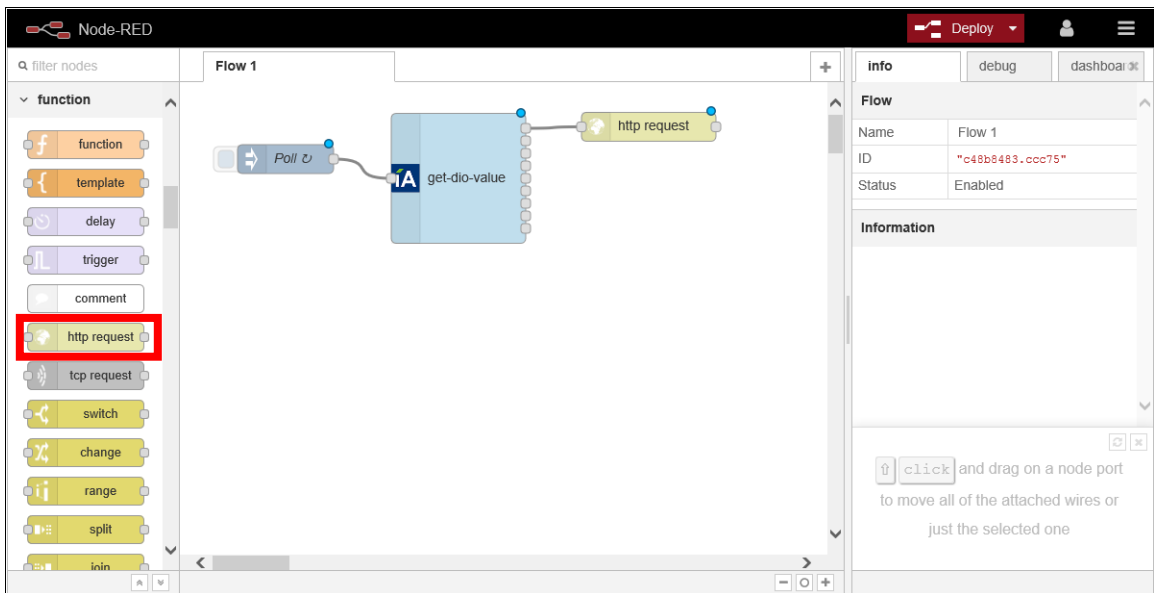 Node-RED
Deploy
filter nodes
function
function
template
delay
trigger
comment
http request
tcp request
switch
change
range
split
join
Flow 1
Poll ↻
iA
get-dio-value
http request
info
debug
dashboar
Flow
Name
Flow 1
ID
"c48b8483.ccc75"
Status
Enabled
Information
⇧ click and drag on a node port
to move all of the attached wires or
just the selected one